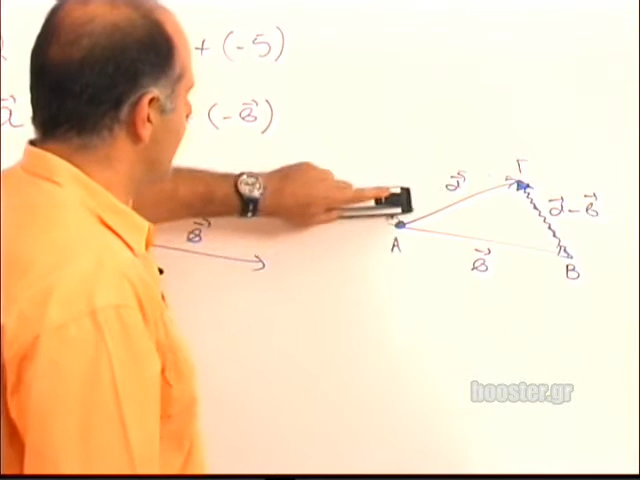 + (-5)
(-β⃗)
α⃗
β⃗
Γ
α⃗
α⃗-β⃗
A
β⃗
B
booster.gr